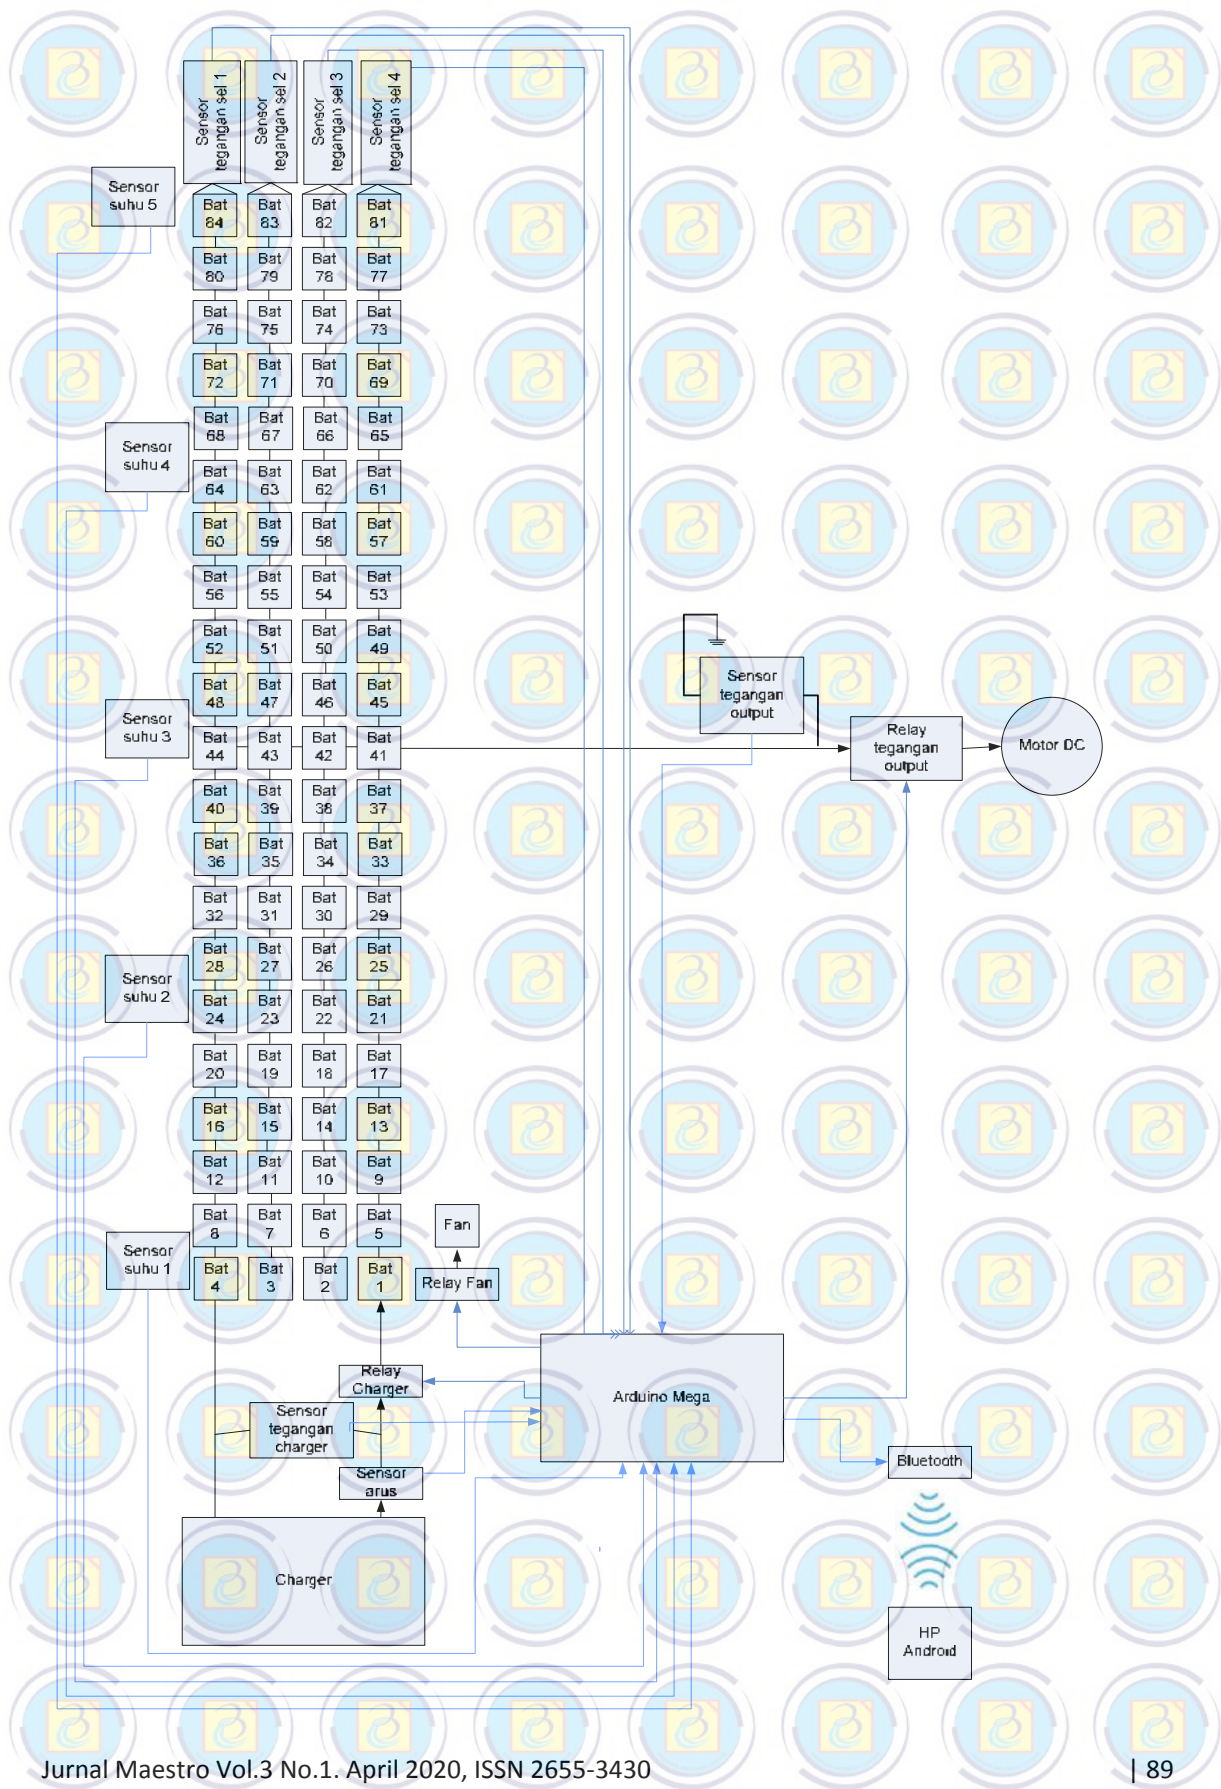 Sensor
tegangan sel 1
Sensor
tegangan sel 2
Sensor
tegangan sel 3
Sensor
tegangan sel 4
Sensor
suhu 5
Bat
84
Bat
83
Bat
82
Bat
81
Bat
80
Bat
79
Bat
78
Bat
77
Bat
76
Bat
75
Bat
74
Bat
73
Bat
72
Bat
71
Bat
70
Bat
69
Sensor
suhu 4
Bat
68
Bat
67
Bat
66
Bat
65
Bat
64
Bat
63
Bat
62
Bat
61
Bat
60
Bat
59
Bat
58
Bat
57
Bat
56
Bat
55
Bat
54
Bat
53
Bat
52
Bat
51
Bat
50
Bat
49
Sensor
tegangan
output
Bat
48
Bat
47
Bat
46
Bat
45
Sensor
suhu 3
Bat
44
Bat
43
Bat
42
Bat
41
Relay
tegangan
output
Motor DC
Bat
40
Bat
39
Bat
38
Bat
37
Bat
36
Bat
35
Bat
34
Bat
33
Bat
32
Bat
31
Bat
30
Bat
29
Bat
28
Bat
27
Bat
26
Bat
25
Sensor
suhu 2
Bat
24
Bat
23
Bat
22
Bat
21
Bat
20
Bat
19
Bat
18
Bat
17
Bat
16
Bat
15
Bat
14
Bat
13
Bat
12
Bat
11
Bat
10
Bat
9
Bat
8
Bat
7
Bat
6
Bat
5
Fan
Sensor
suhu 1
Bat
4
Bat
3
Bat
2
Bat
1
Relay Fan
Relay
Charger
Arduino Mega
Sensor
tegangan
charger
Bluetooth
Sensor
arus
Charger
HP
Android
Jurnal Maestro Vol.3 No.1. April 2020, ISSN 2655-3430
| 89